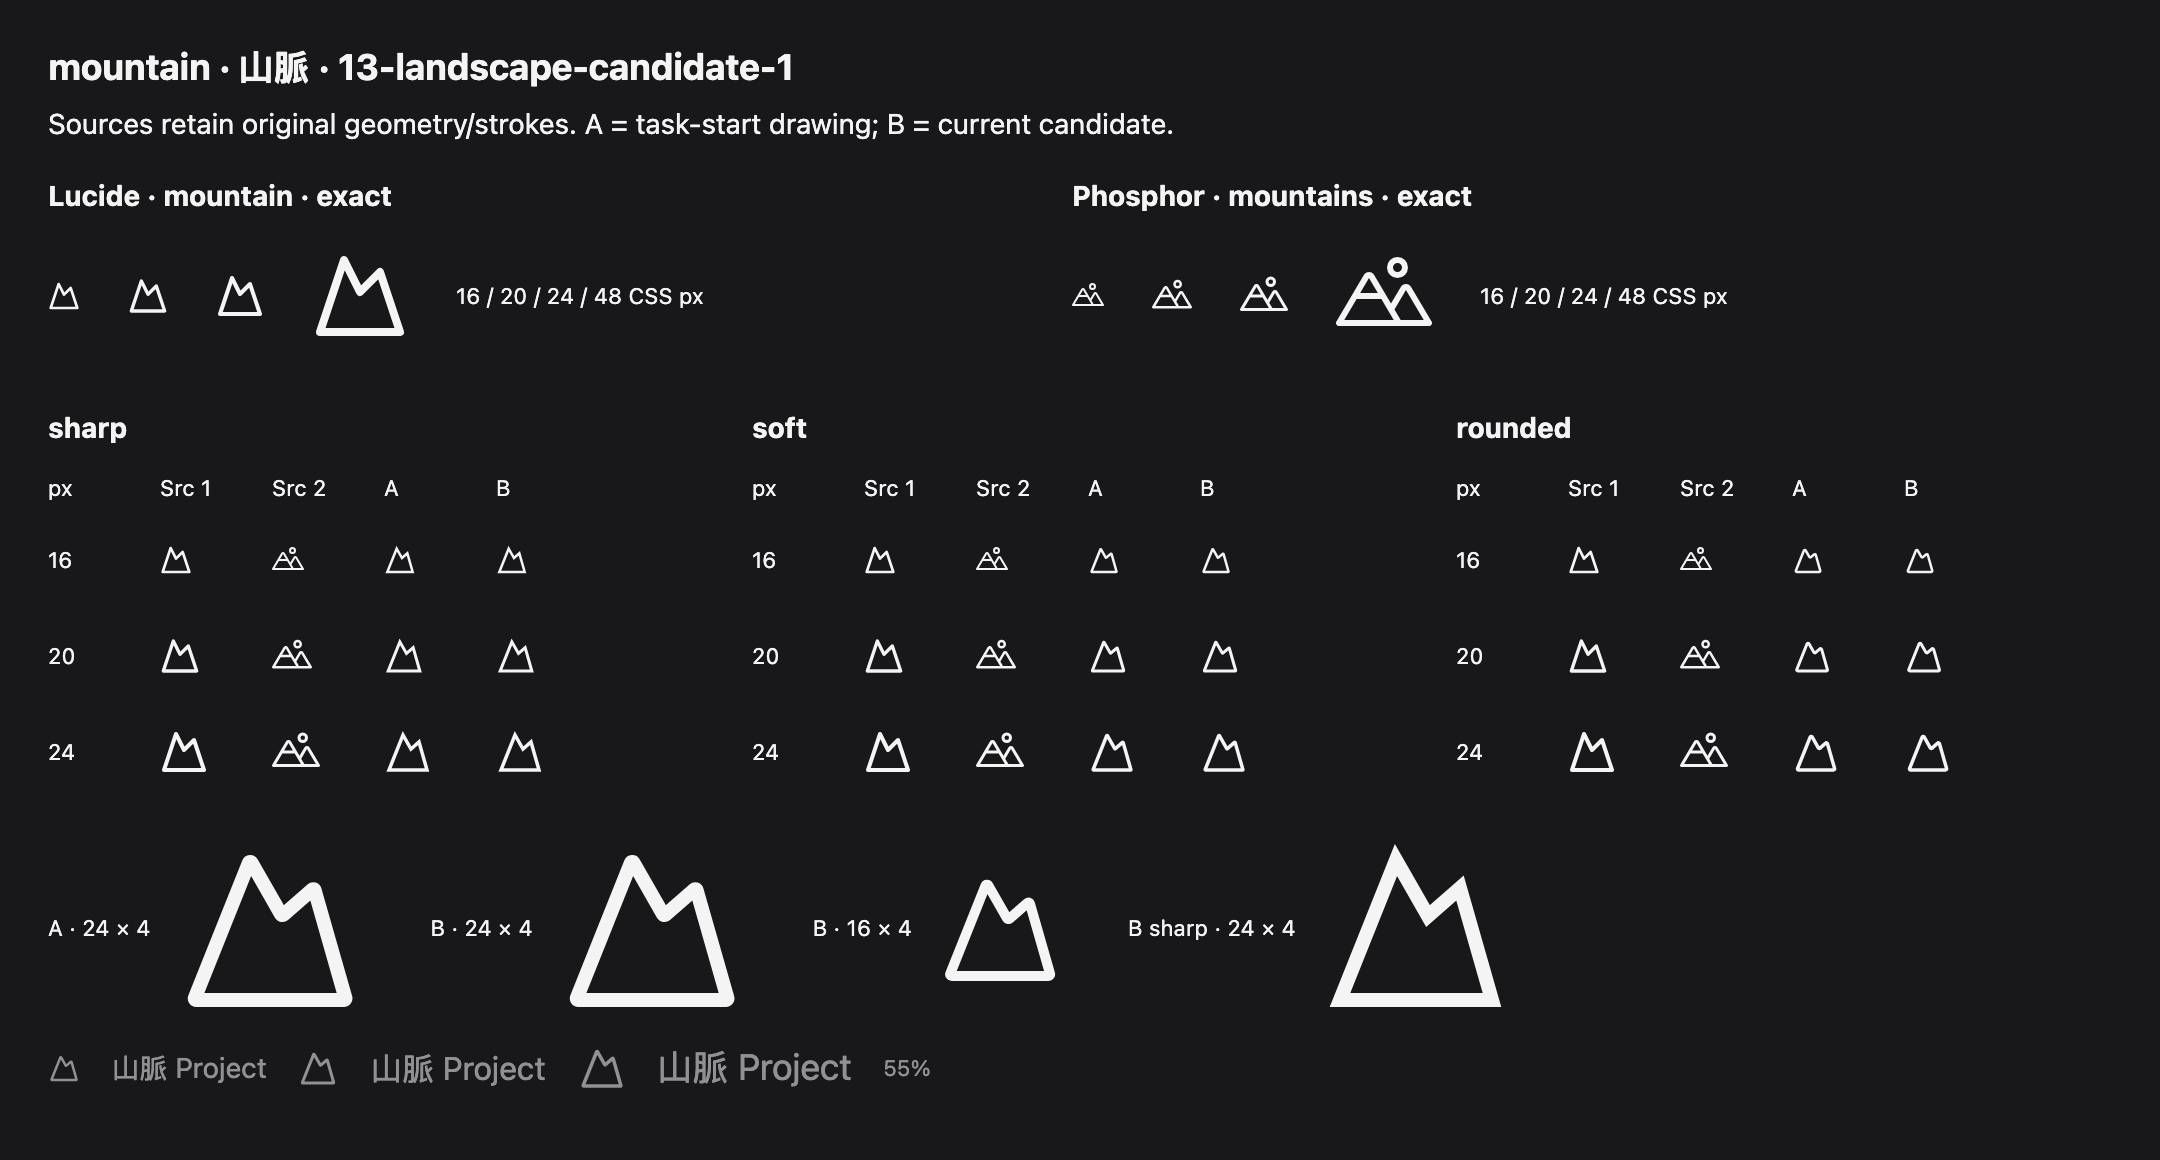 mountain · 山脈 · 13-landscape-candidate-1
Sources retain original geometry/strokes. A = task-start drawing; B = current candidate.
Lucide · mountain · exact
Phosphor · mountains · exact
16 / 20 / 24 / 48 CSS px
16 / 20 / 24 / 48 CSS px
sharp
px Src 1 Src 2 A B
16
20
24
soft
px Src 1 Src 2 A B
16
20
24
rounded
px Src 1 Src 2 A B
16
20
24
A · 24 × 4
B · 24 × 4
B · 16 × 4
B sharp · 24 × 4
山脈 Project 山脈 Project 山脈 Project 55%